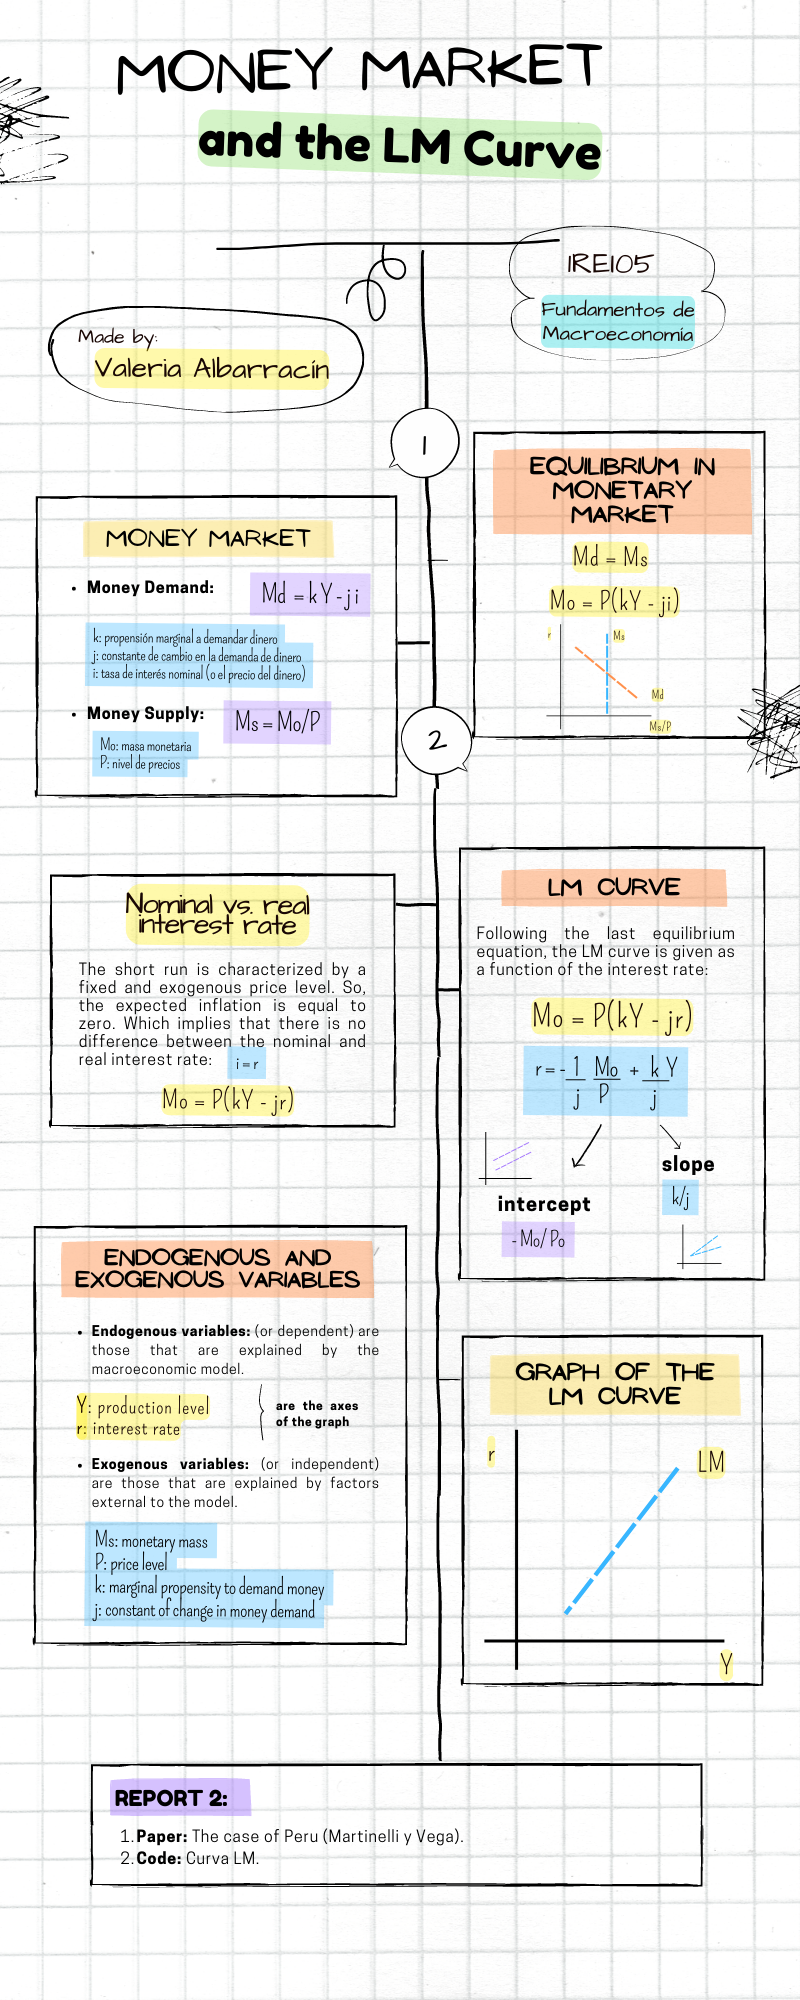 MONEY MARKET
and the LM Curve
1REI05
Fundamentos de
Macroeconomía
Made by:
Valeria Albarracín
1
EQUILIBRIUM IN
MONETARY
MARKET
Md = Ms
Mo = P(kY - ji)
r
Ms
Md
Ms/P
MONEY MARKET
• Money Demand:
Md = kY - ji
k: propensión marginal a demandar dinero
j: constante de cambio en la demanda de dinero
i: tasa de interés nominal (o el precio del dinero)
• Money Supply:
Ms = Mo/P
Mo: masa monetaria
P: nivel de precios
2
Nominal vs. real
interest rate
The short run is characterized by a
fixed and exogenous price level. So,
the expected inflation is equal to
zero. Which implies that there is no
difference between the nominal and
real interest rate:
i = r
Mo = P(kY - jr)
LM CURVE
Following the last equilibrium
equation, the LM curve is given as
a function of the interest rate:
Mo = P(kY - jr)
r = - 1/j Mo/P + k/j Y
slope
k/j
intercept
- Mo/Po
ENDOGENOUS AND
EXOGENOUS VARIABLES
• Endogenous variables: (or dependent) are
those that are explained by the
macroeconomic model.
Y: production level
r: interest rate
are the axes
of the graph
• Exogenous variables: (or independent)
are those that are explained by factors
external to the model.
Ms: monetary mass
P: price level
k: marginal propensity to demand money
j: constant of change in money demand
GRAPH OF THE
LM CURVE
r
LM
Y
REPORT 2:
1. Paper: The case of Peru (Martinelli y Vega).
2. Code: Curva LM.